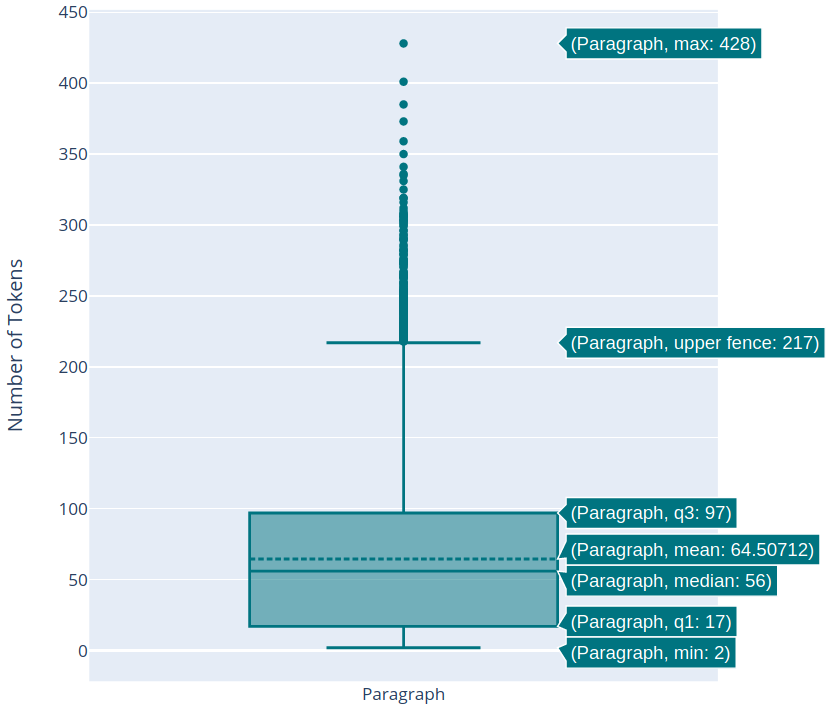 450
400
350
300
250
200
150
100
50
0
Number of Tokens
Paragraph
(Paragraph, max: 428)
(Paragraph, upper fence: 217)
(Paragraph, q3: 97)
(Paragraph, mean: 64.50712)
(Paragraph, median: 56)
(Paragraph, q1: 17)
(Paragraph, min: 2)